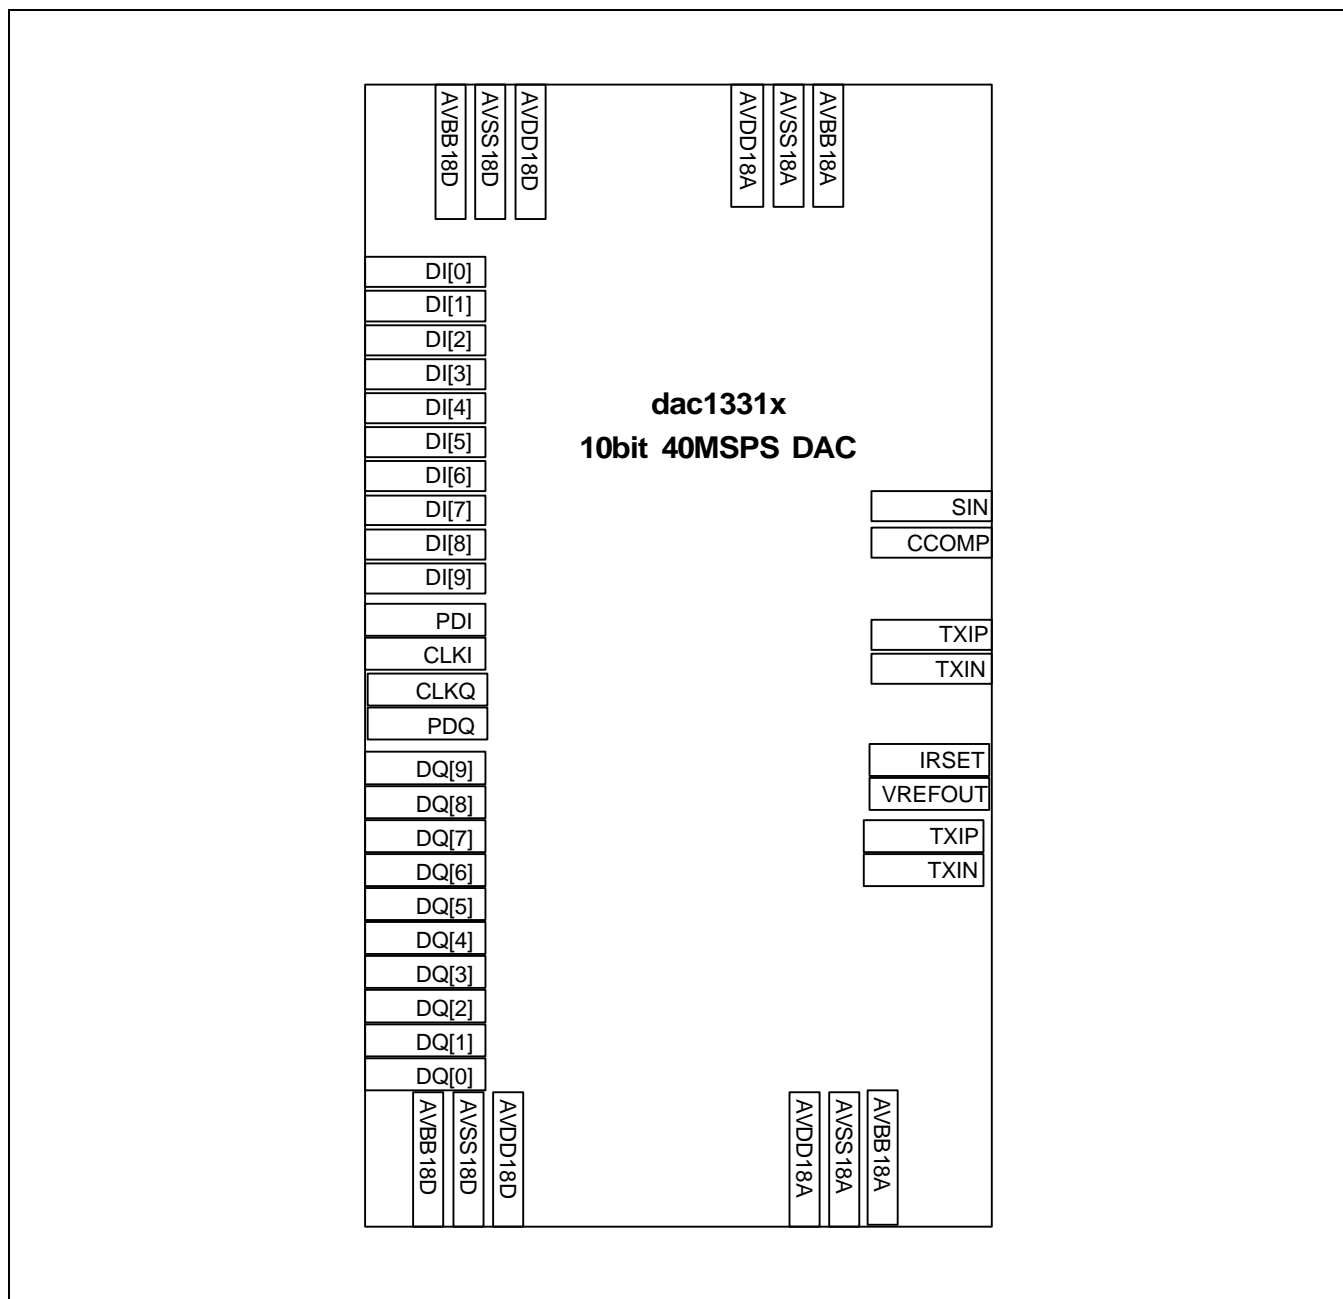 AVBB18D
AVSS18D
AVDD18D
AVDD18A
AVSS18A
AVBB18A
DI[0]
DI[1]
DI[2]
DI[3]
DI[4]
DI[5]
DI[6]
DI[7]
DI[8]
DI[9]
PDI
CLKI
CLKQ
PDQ
DQ[9]
DQ[8]
DQ[7]
DQ[6]
DQ[5]
DQ[4]
DQ[3]
DQ[2]
DQ[1]
DQ[0]
dac1331x
10bit 40MSPS DAC
SIN
CCOMP
TXIP
TXIN
IRSET
VREFOUT
TXIP
TXIN
AVBB18D
AVSS18D
AVDD18D
AVDD18A
AVSS18A
AVBB18A